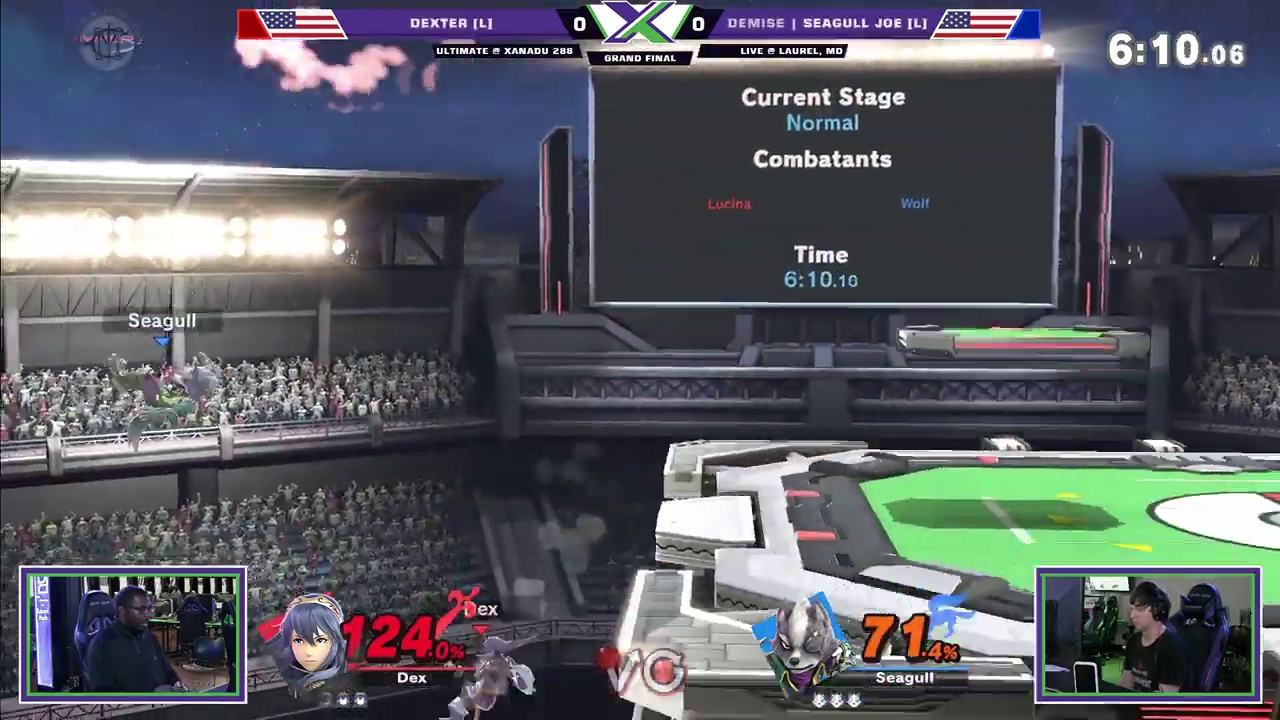 DEXTER [L]
0
0
DEMISE | SEAGULL JOE [L]
ULTIMATE @ XANADU 288
GRAND FINAL
LIVE @ LAUREL, MD
6:10.06
Current Stage
Normal
Combatants
Lucina
Wolf
Time
6:10.10
Seagull
Dex
124.0%
Dex
71.4%
Seagull